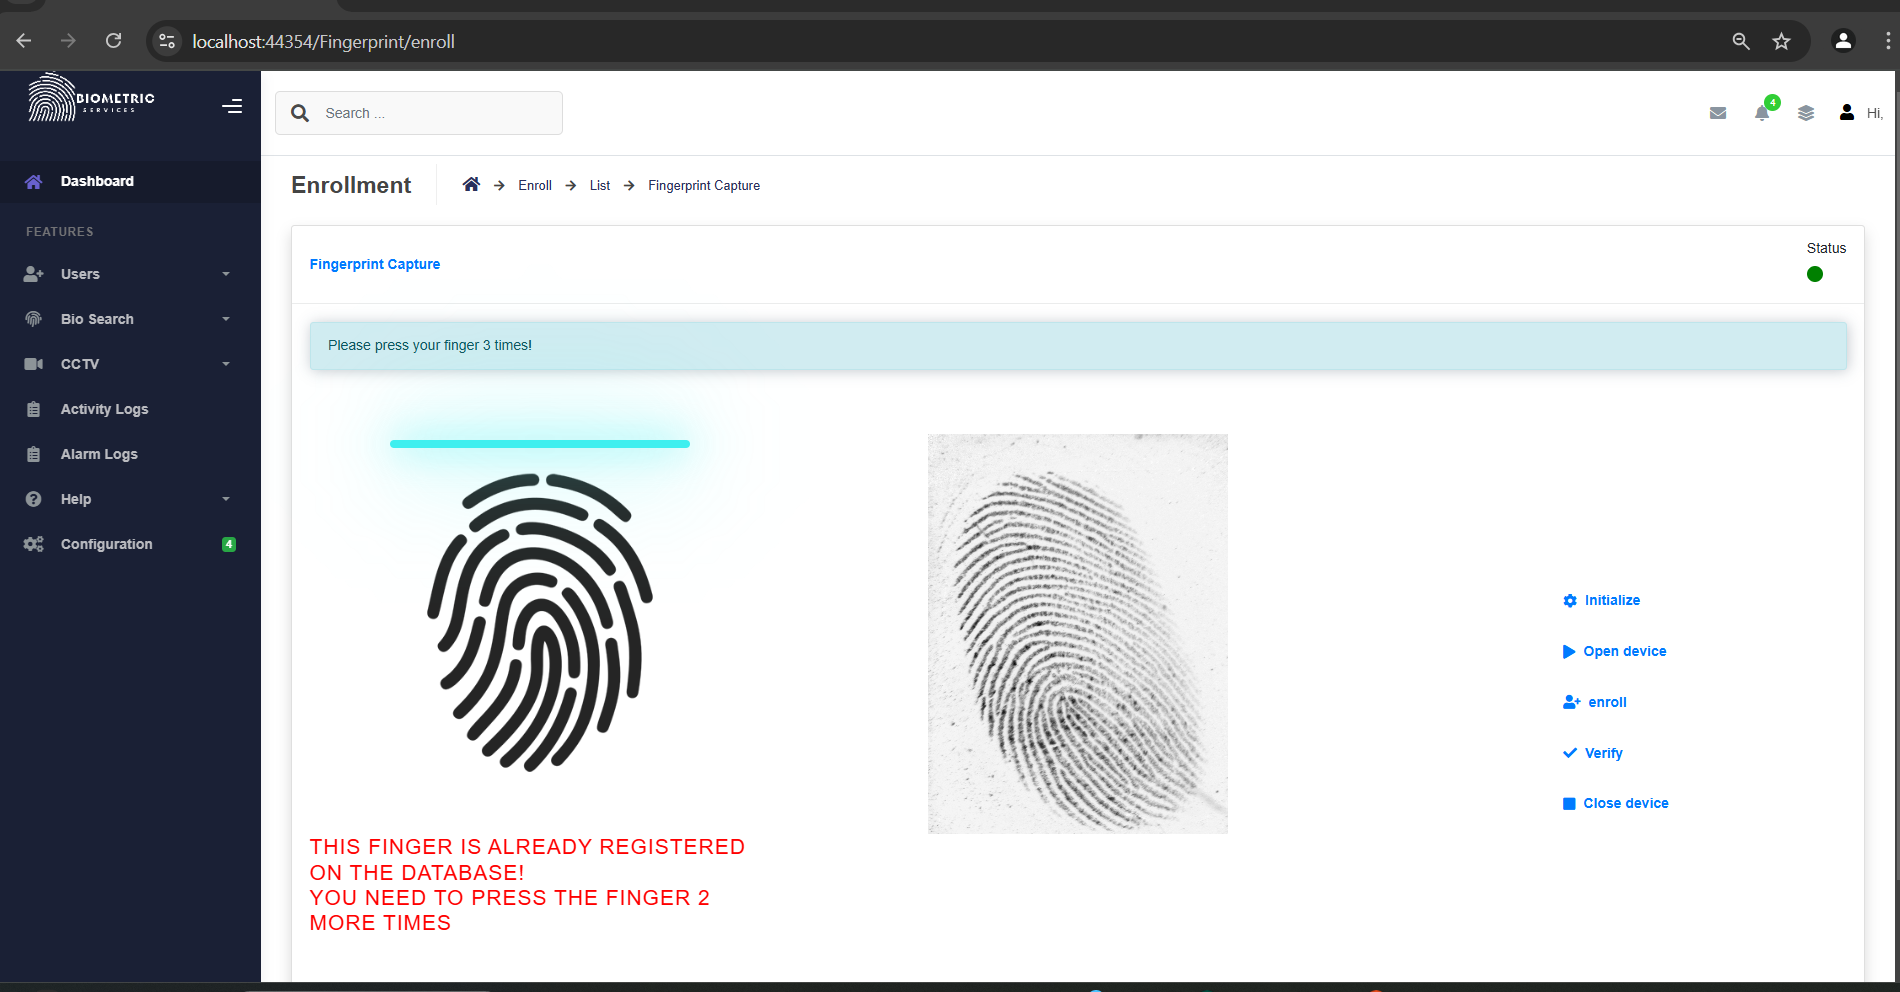 localhost:44354/Fingerprint/enroll
BIOMETRIC
SERVICES
Search ...
4
Hi,
Dashboard
Enrollment
Enroll
List
Fingerprint Capture
FEATURES
Users
Bio Search
CCTV
Activity Logs
Alarm Logs
Help
Configuration
4
Fingerprint Capture
Status
Please press your finger 3 times!
Initialize
Open device
enroll
Verify
Close device
THIS FINGER IS ALREADY REGISTERED
ON THE DATABASE!
YOU NEED TO PRESS THE FINGER 2
MORE TIMES